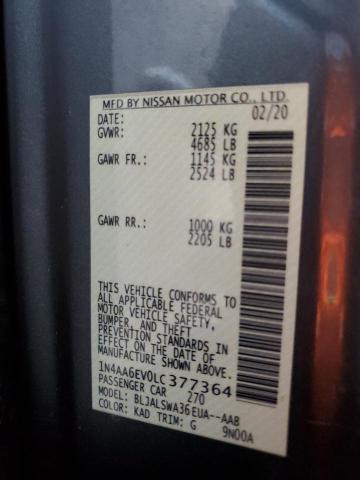 MFD BY NISSAN MOTOR CO., LTD.
02/20
GVWR: 2125 KG
4685 LB
GAWR FR.: 1145 KG
2524 LB
GAWR RR.: 1000 KG
2205 LB
THIS VEHICLE CONFORMS TO
ALL APPLICABLE FEDERAL
MOTOR VEHICLE SAFETY,
BUMPER, AND THEFT
PREVENTION STANDARDS IN
EFFECT ON THE DATE OF
MANUFACTURE SHOWN ABOVE.
1N4AA6EV0LC377364
PASSENGER CAR 270
MODEL: BLJALSWA36EUA--AAB
COLOR: KAD TRIM: G 9N00A